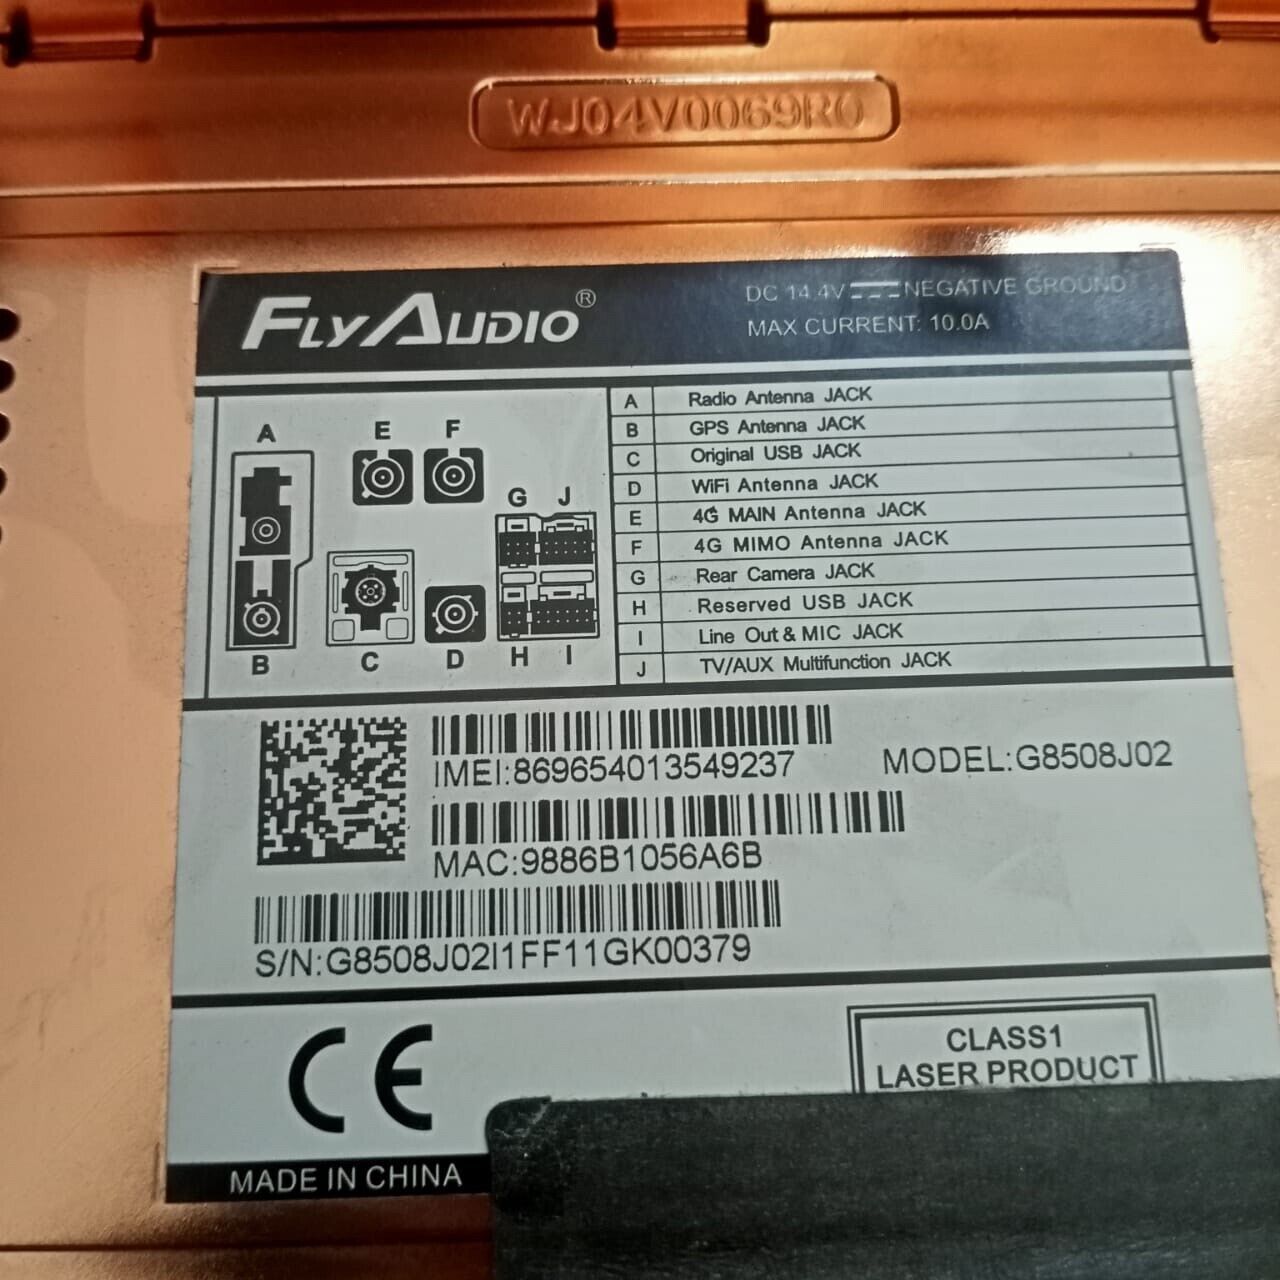 WJ04V0069R0
FLYAUDIO®
DC 14.4V NEGATIVE GROUND
MAX CURRENT: 10.0A
A Radio Antenna JACK
B GPS Antenna JACK
C Original USB JACK
D WiFi Antenna JACK
E 4G MAIN Antenna JACK
F 4G MIMO Antenna JACK
G Rear Camera JACK
H Reserved USB JACK
I Line Out & MIC JACK
J TV/AUX Multifunction JACK
A E F
G J
B C D H I
IMEI:869654013549237
MODEL:G8508J02
MAC:9886B1056A6B
S/N:G8508J02I1FF11GK00379
CE
CLASS1
LASER PRODUCT
MADE IN CHINA